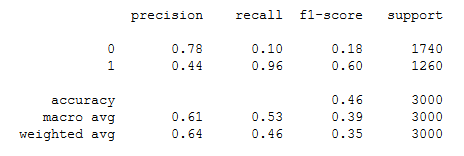 precision recall f1-score support
0 0.78 0.10 0.18 1740
1 0.44 0.96 0.60 1260
accuracy 0.46 3000
macro avg 0.61 0.53 0.39 3000
weighted avg 0.64 0.46 0.35 3000